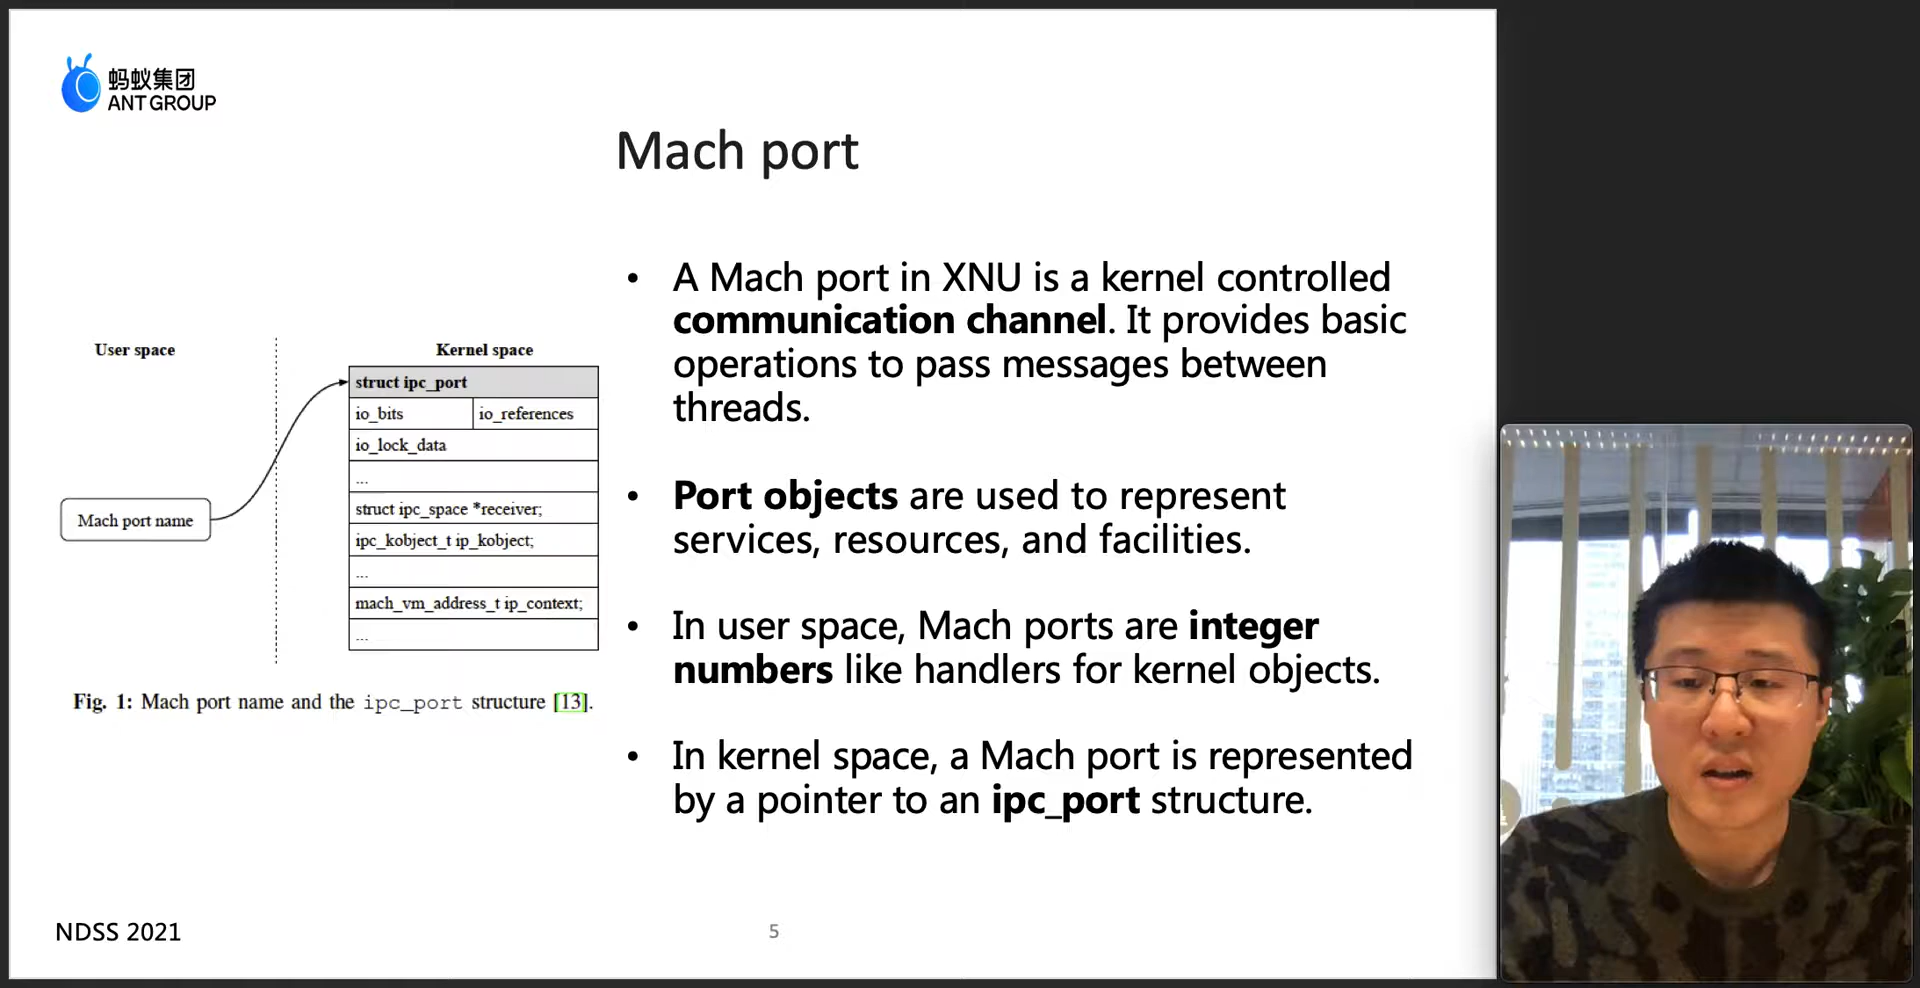 蚂蚁集团
ANT GROUP
Mach port
User space
Kernel space
struct ipc_port
io_bits
io_references
io_lock_data
...
struct ipc_space *receiver;
ipc_kobject_t ip_kobject;
...
mach_vm_address_t ip_context;
...
Mach port name
Fig. 1: Mach port name and the ipc_port structure [13].
• A Mach port in XNU is a kernel controlled
communication channel. It provides basic
operations to pass messages between
threads.
• Port objects are used to represent
services, resources, and facilities.
• In user space, Mach ports are integer
numbers like handlers for kernel objects.
• In kernel space, a Mach port is represented
by a pointer to an ipc_port structure.
NDSS 2021
5